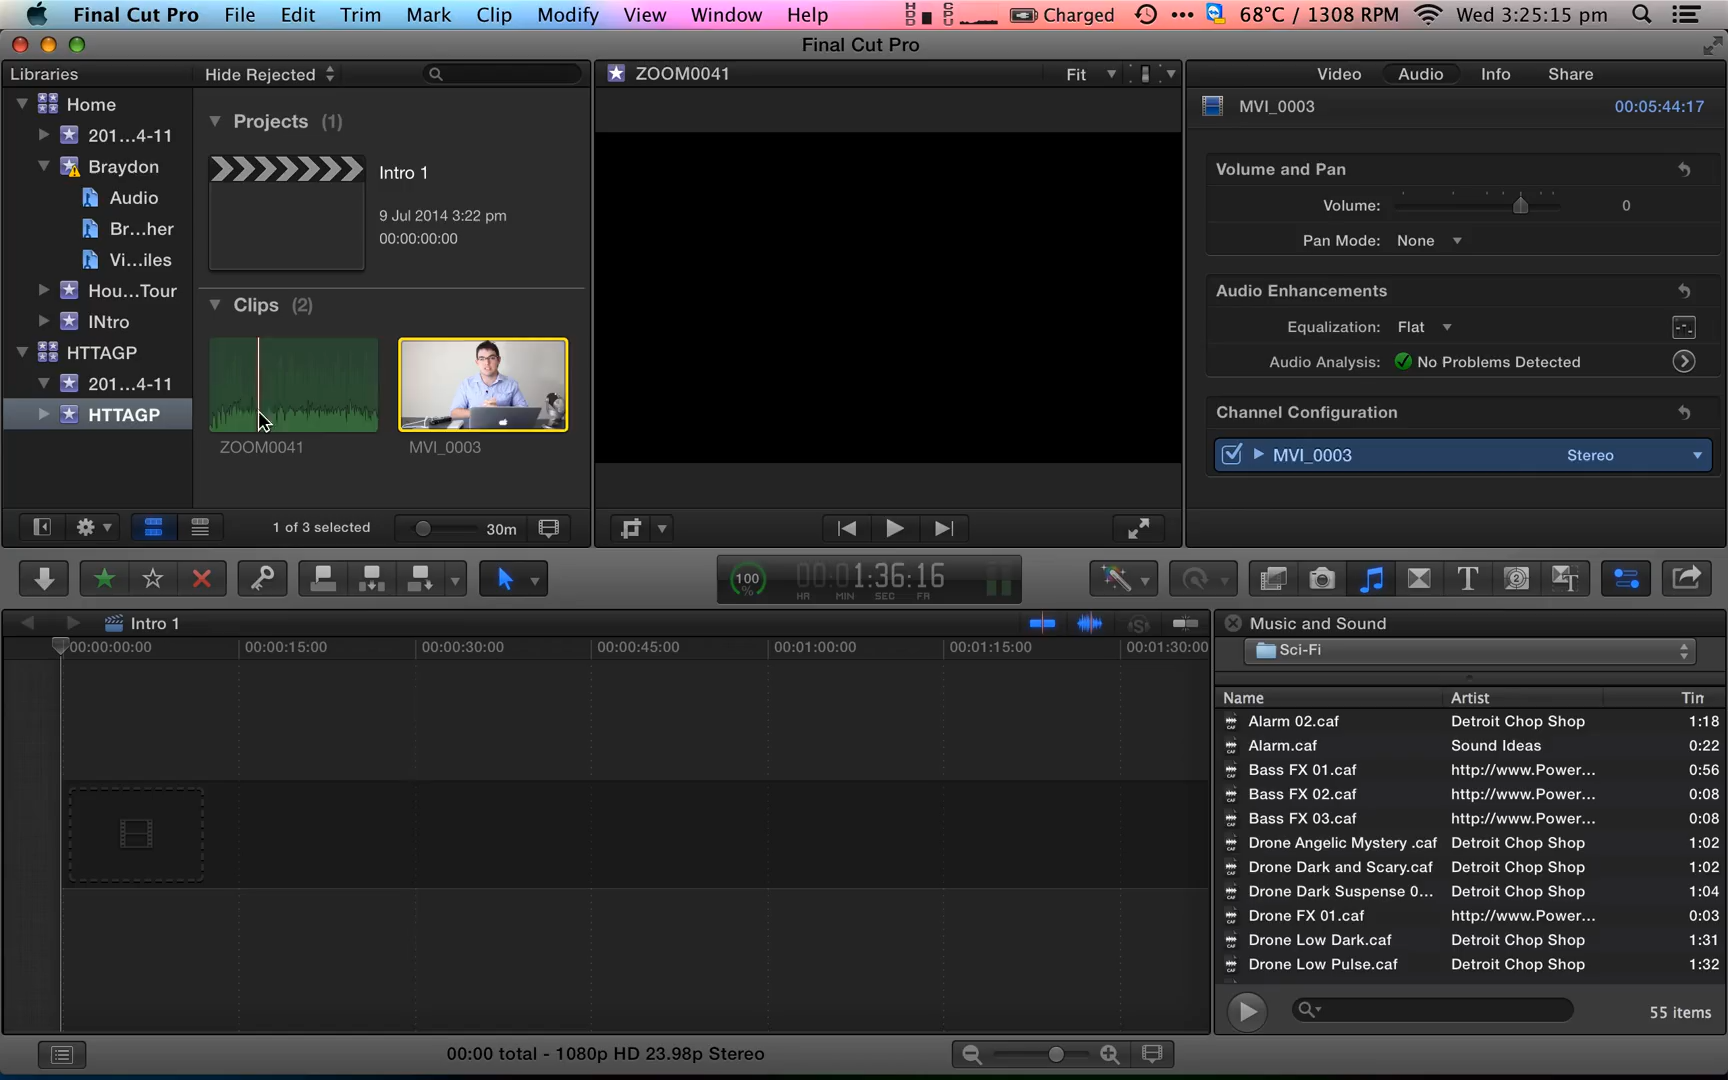 Final Cut Pro File Edit Trim Mark Clip Modify View Window Help Charged 68°C / 1308 RPM Wed 3:25:15 pm
Final Cut Pro
Libraries
Hide Rejected
Home
201...4-11
Braydon
Audio
Br...her
Vi...iles
Hou...Tour
INtro
HTTAGP
201...4-11
HTTAGP
Projects (1)
Intro 1
9 Jul 2014 3:22 pm
00:00:00:00
Clips (2)
ZOOM0041
MVI_0003
1 of 3 selected
30m
ZOOM0041
Fit
Video Audio Info Share
MVI_0003 00:05:44:17
Volume and Pan
Volume: 0
Pan Mode: None
Audio Enhancements
Equalization: Flat
Audio Analysis: No Problems Detected
Channel Configuration
MVI_0003 Stereo
100 %
00:01:36:16
HR MIN SEC FR
Intro 1
00:00:00:00 00:00:15:00 00:00:30:00 00:00:45:00 00:01:00:00 00:01:15:00 00:01:30:00
Music and Sound
Sci-Fi
Name Artist Tir
Alarm 02.caf Detroit Chop Shop 1:18
Alarm.caf Sound Ideas 0:22
Bass FX 01.caf http://www.Power... 0:56
Bass FX 02.caf http://www.Power... 0:08
Bass FX 03.caf http://www.Power... 0:08
Drone Angelic Mystery .caf Detroit Chop Shop 1:02
Drone Dark and Scary.caf Detroit Chop Shop 1:02
Drone Dark Suspense 0... Detroit Chop Shop 1:04
Drone FX 01.caf http://www.Power... 0:03
Drone Low Dark.caf Detroit Chop Shop 1:31
Drone Low Pulse.caf Detroit Chop Shop 1:32
55 items
00:00 total - 1080p HD 23.98p Stereo